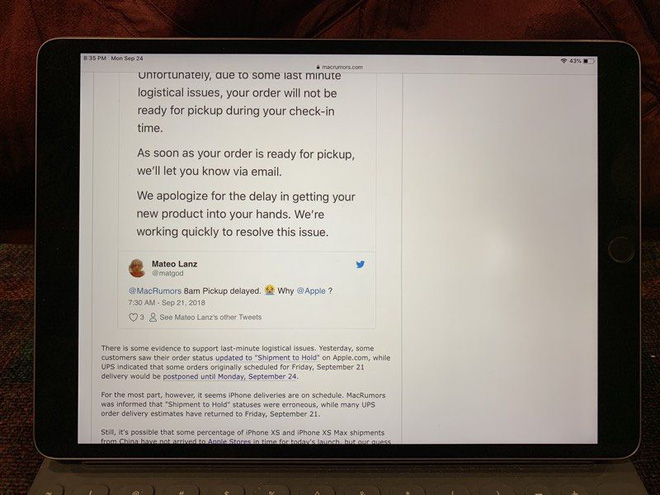 8:35 PM Mon Sep 24
macrumors.com
43%
Unfortunately, due to some last minute
logistical issues, your order will not be
ready for pickup during your check-in
time.
As soon as your order is ready for pickup,
we'll let you know via email.
We apologize for the delay in getting your
new product into your hands. We're
working quickly to resolve this issue.
Mateo Lanz
@matgod
@MacRumors 8am Pickup delayed. 😭 Why @Apple ?
7:30 AM - Sep 21, 2018
3 See Mateo Lanz's other Tweets
There is some evidence to support last-minute logistical issues. Yesterday, some
customers saw their order status updated to "Shipment to Hold" on Apple.com, while
UPS indicated that some orders originally scheduled for Friday, September 21
delivery would be postponed until Monday, September 24.
For the most part, however, it seems iPhone deliveries are on schedule. MacRumors
was informed that "Shipment to Hold" statuses were erroneous, while many UPS
order delivery estimates have returned to Friday, September 21.
Still, it's possible that some percentage of iPhone XS and iPhone XS Max shipments
from China have not arrived to Apple Stores in time for today's launch, but our guess